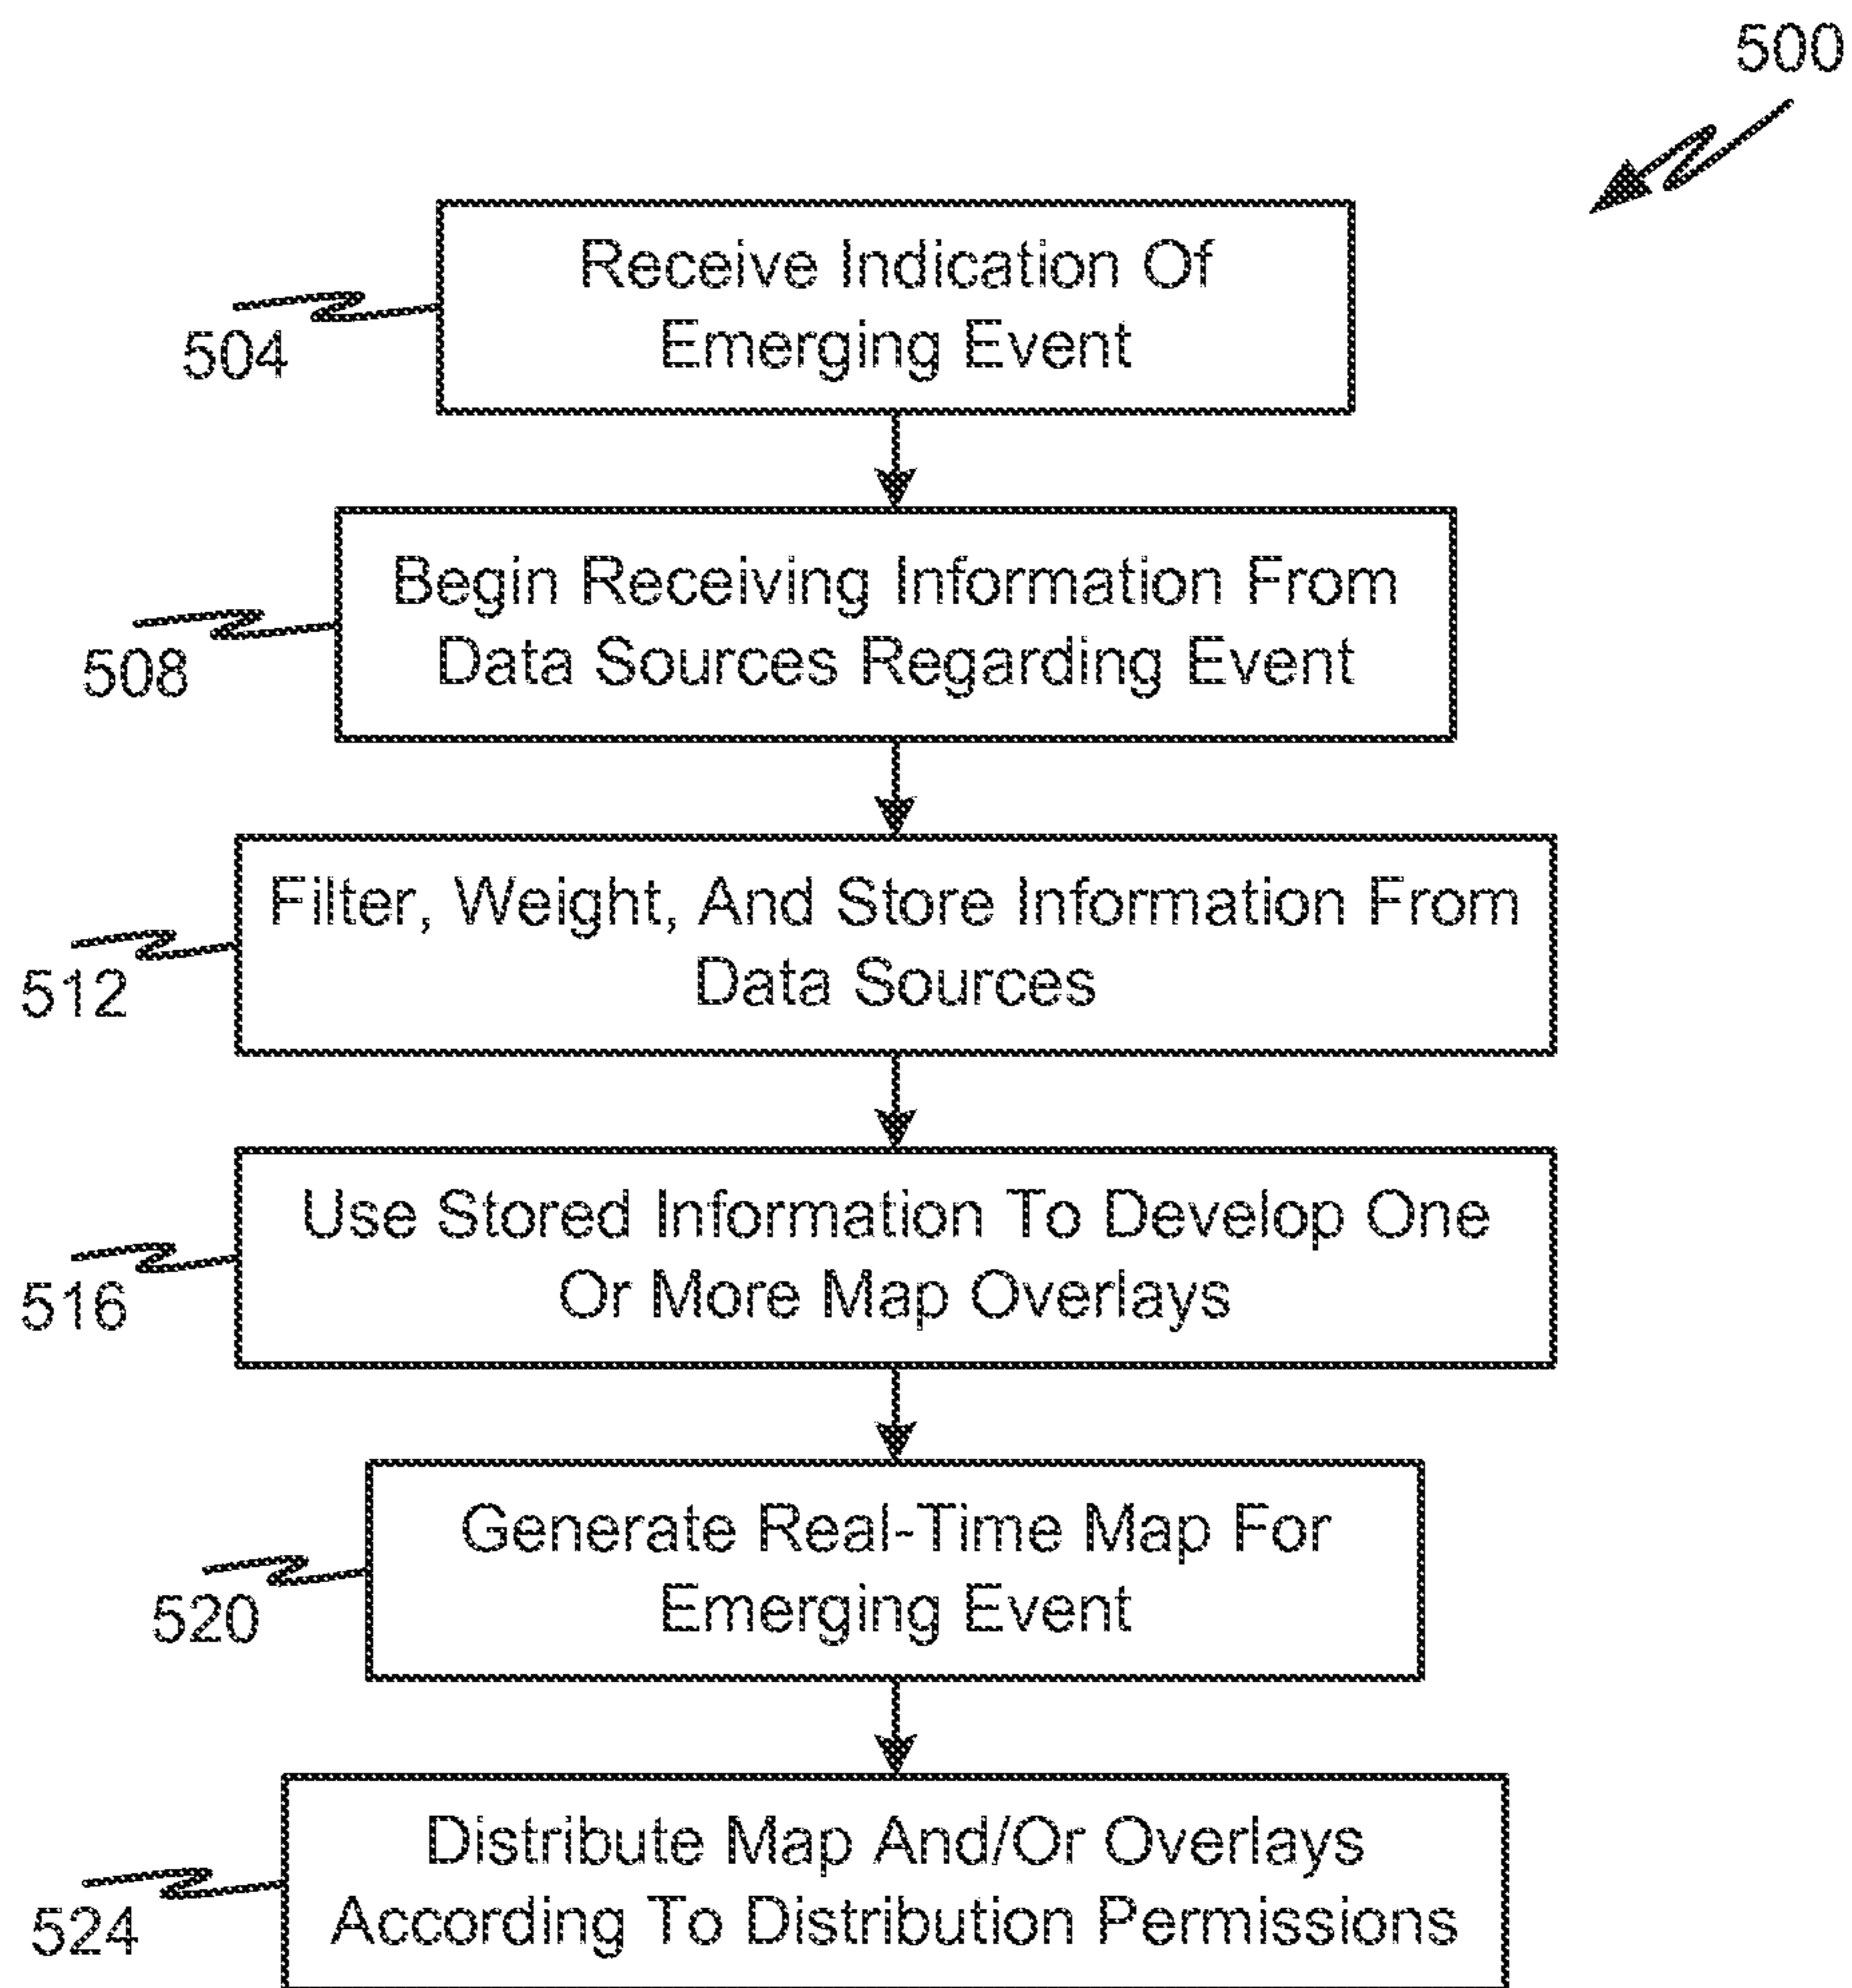 500
Receive Indication Of
Emerging Event
504
Begin Receiving Information From
Data Sources Regarding Event
508
Filter, Weight, And Store Information From
Data Sources
512
Use Stored Information To Develop One
Or More Map Overlays
516
Generate Real-Time Map For
Emerging Event
520
Distribute Map And/Or Overlays
According To Distribution Permissions
524